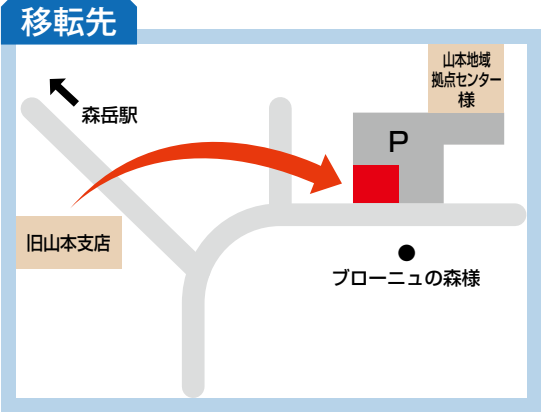 移転先
山本地域
拠点センター
様
森岳駅
P
旧山本支店
ブローニュの森様